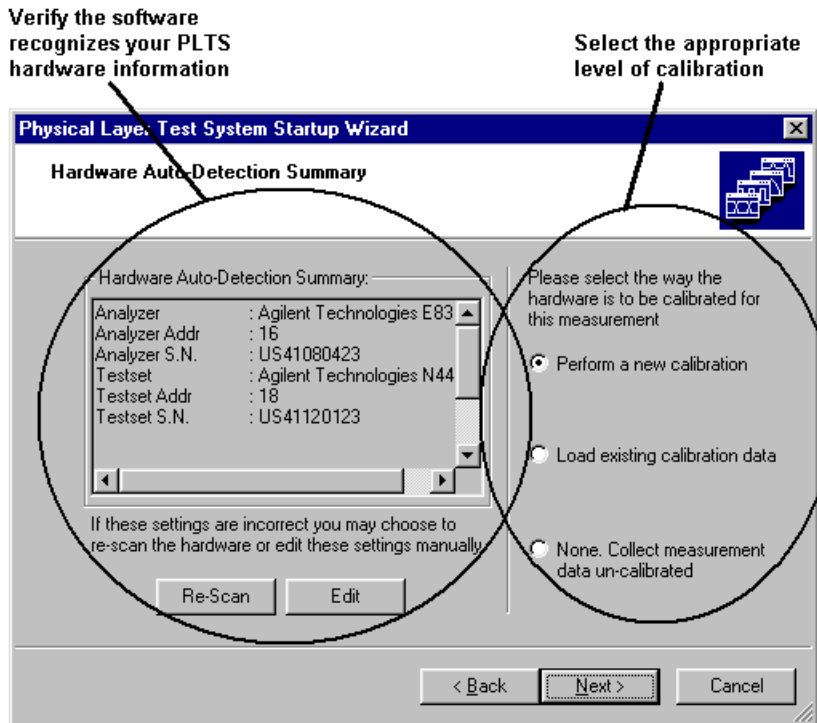 Verify the software
recognizes your PLTS
hardware information
Select the appropriate
level of calibration
Physical Layer Test System Startup Wizard
Hardware Auto-Detection Summary
Hardware Auto-Detection Summary:
Analyzer : Agilent Technologies E83
Analyzer Addr : 16
Analyzer S.N. : US41080423
Testset : Agilent Technologies N44
Testset Addr : 18
Testset S.N. : US41120123
If these settings are incorrect you may choose to
re-scan the hardware or edit these settings manually
Re-Scan
Edit
Please select the way the
hardware is to be calibrated for
this measurement
Perform a new calibration
Load existing calibration data
None. Collect measurement
data un-calibrated
< Back
Next >
Cancel